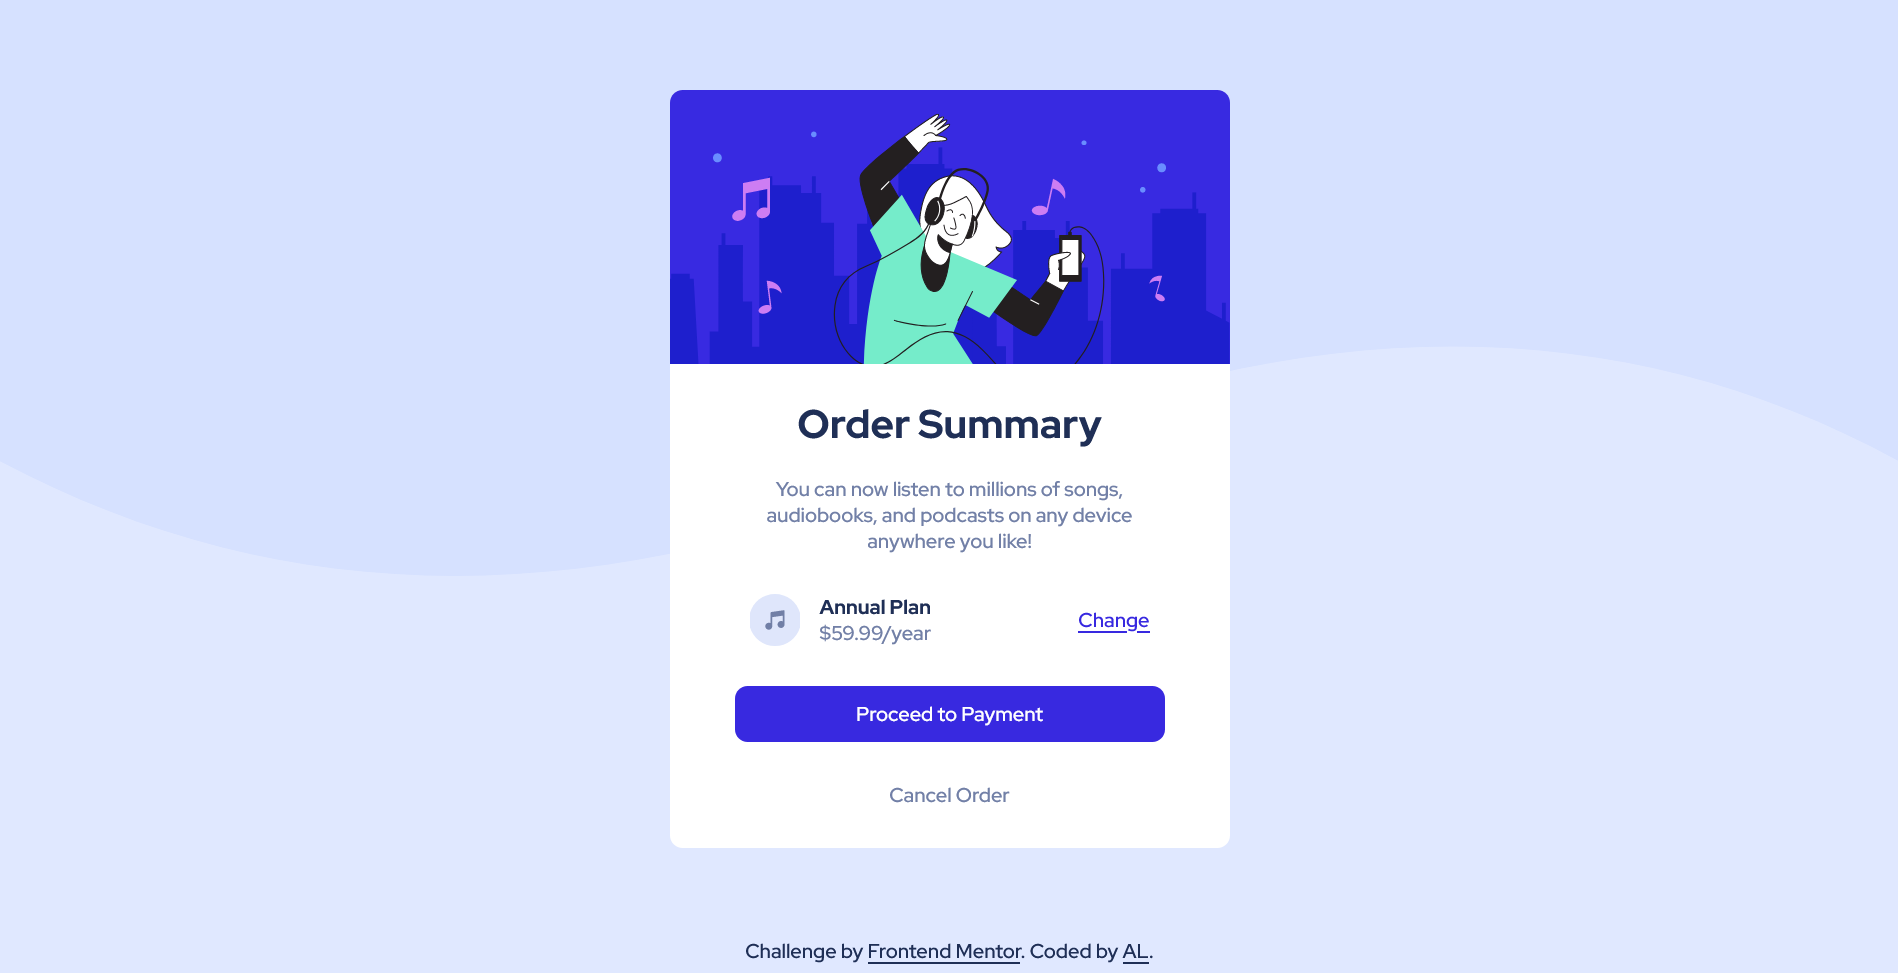 Order Summary
You can now listen to millions of songs,
audiobooks, and podcasts on any device
anywhere you like!
Annual Plan
$59.99/year
Change
Proceed to Payment
Cancel Order
Challenge by Frontend Mentor. Coded by AL.